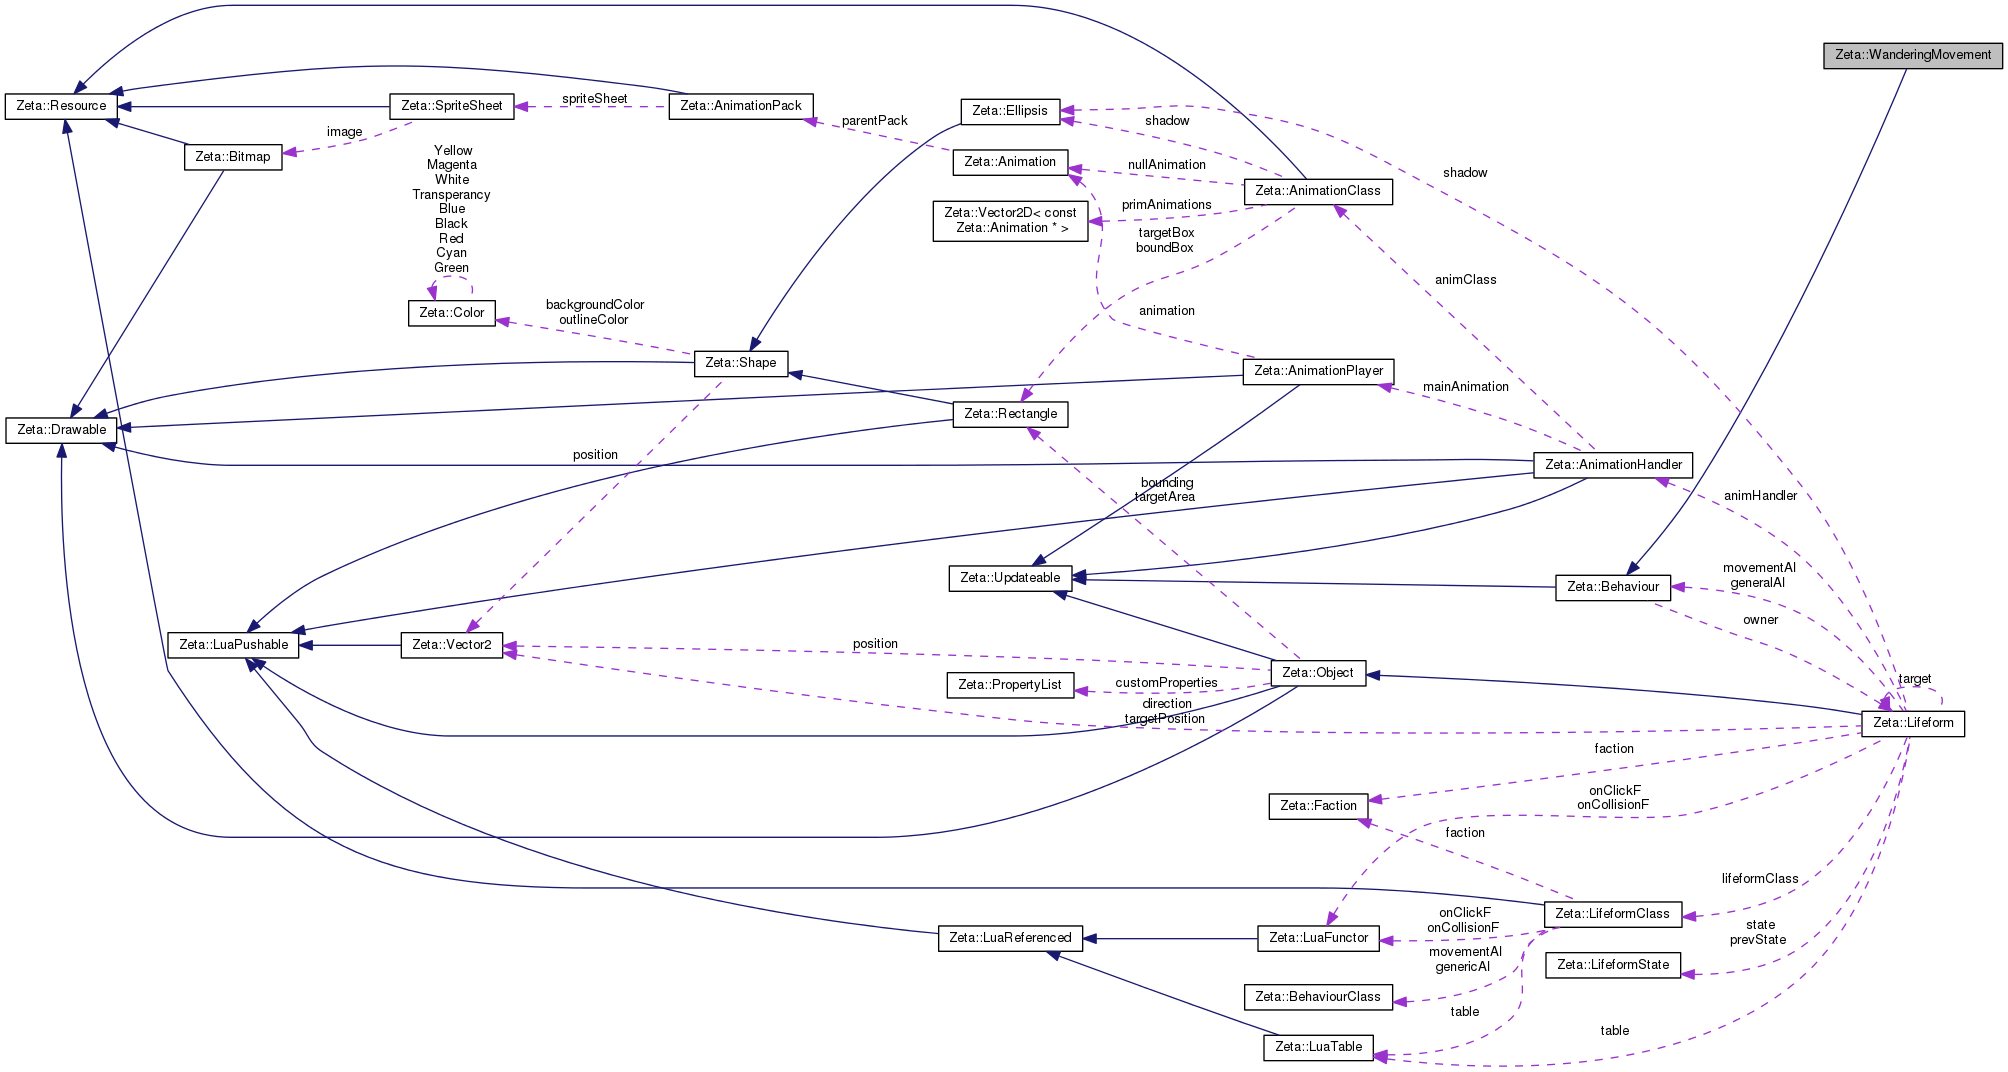 Zeta::WanderingMovement
Zeta::Resource
Zeta::SpriteSheet
spriteSheet
Zeta::AnimationPack
Zeta::Ellipsis
shadow
parentPack
image
Zeta::Bitmap
Yellow
Magenta
White
Transperancy
Blue
Black
Red
Cyan
Green
Zeta::Animation
nullAnimation
shadow
Zeta::AnimationClass
Zeta::Vector2D< const
Zeta::Animation * >
primAnimations
targetBox
boundBox
animClass
Zeta::Color
backgroundColor
outlineColor
animation
Zeta::Shape
Zeta::AnimationPlayer
mainAnimation
Zeta::Drawable
Zeta::Rectangle
position
Zeta::AnimationHandler
bounding
targetArea
animHandler
Zeta::Updateable
Zeta::Behaviour
movementAI
generalAI
owner
Zeta::LuaPushable
Zeta::Vector2
position
Zeta::Object
Zeta::PropertyList
customProperties
target
direction
targetPosition
Zeta::Lifeform
faction
Zeta::Faction
onClickF
onCollisionF
faction
lifeformClass
Zeta::LifeformClass
onClickF
onCollisionF
state
prevState
Zeta::LuaReferenced
Zeta::LuaFunctor
movementAI
genericAI
Zeta::LifeformState
Zeta::BehaviourClass
table
table
Zeta::LuaTable